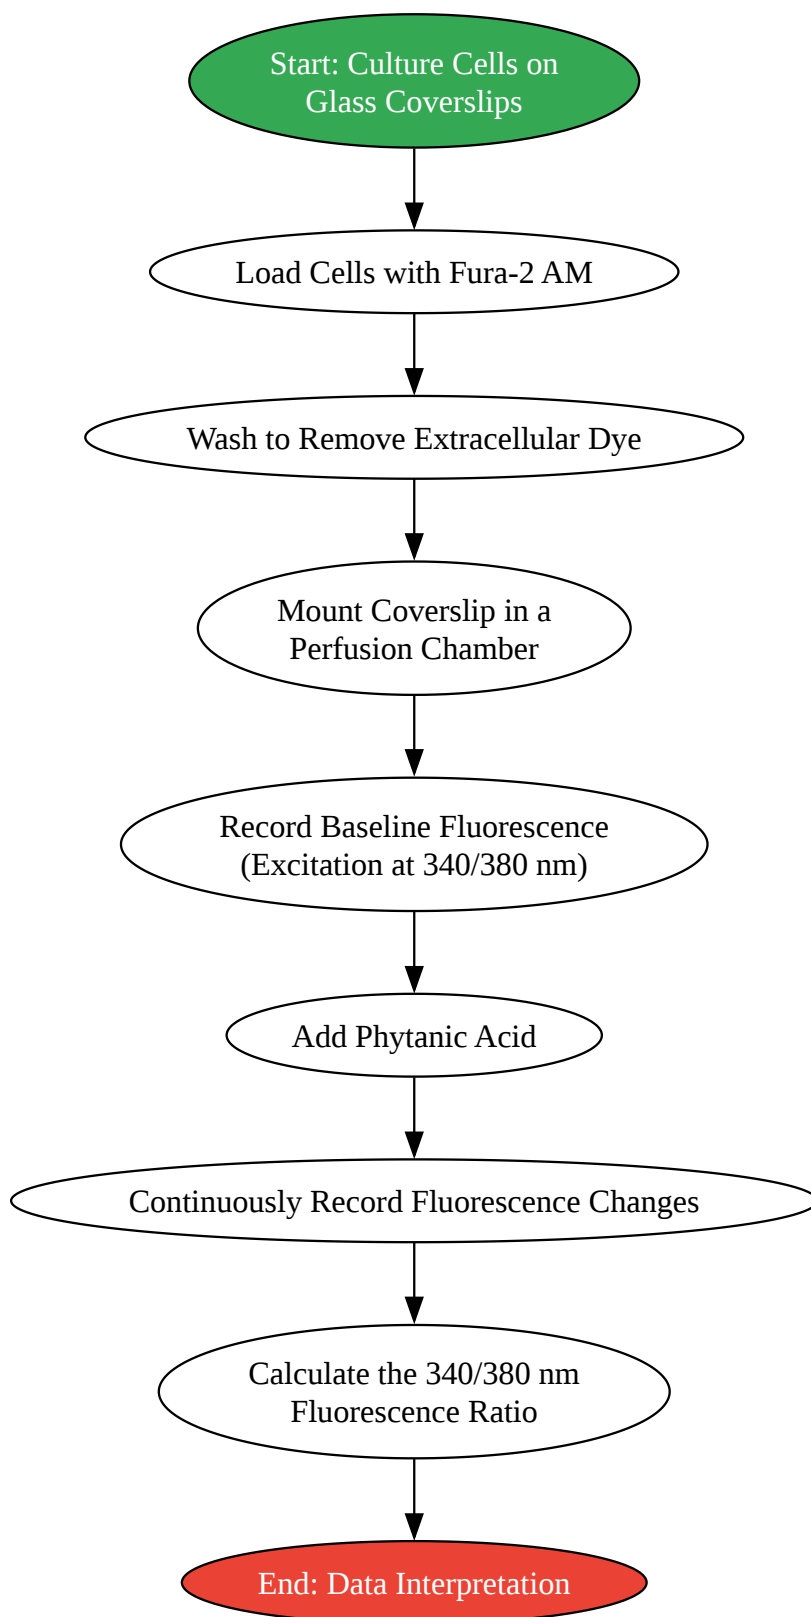 Start: Culture Cells on
Glass Coverslips
Load Cells with Fura-2 AM
Wash to Remove Extracellular Dye
Mount Coverslip in a
Perfusion Chamber
Record Baseline Fluorescence
(Excitation at 340/380 nm)
Add Phytanic Acid
Continuously Record Fluorescence Changes
Calculate the 340/380 nm
Fluorescence Ratio
End: Data Interpretation